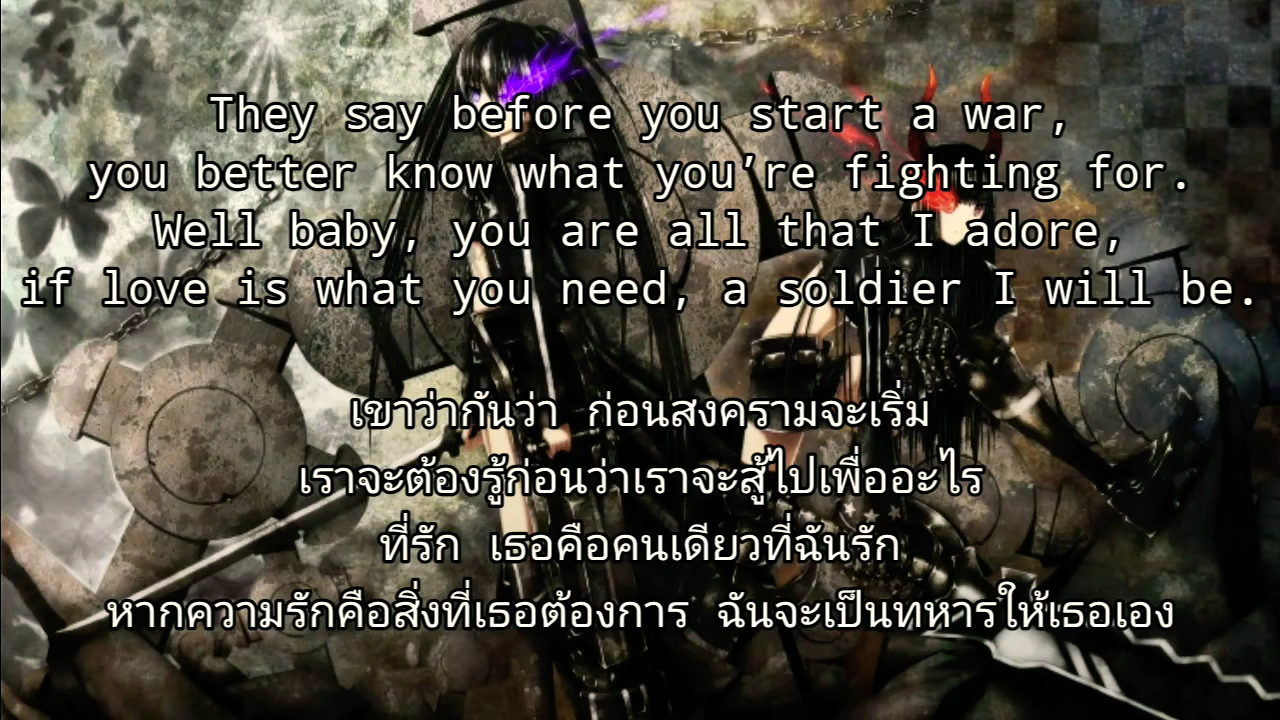 They say before you start a war,
you better know what you’re fighting for.
Well baby, you are all that I adore,
if love is what you need, a soldier I will be.
เขาว่ากันว่า ก่อนสงครามจะเริ่ม
เราจะต้องรู้ก่อนว่าเราจะสู้ไปเพื่ออะไร
ที่รัก เธอคือคนเดียวที่ฉันรัก
หากความรักคือสิ่งที่เธอต้องการ ฉันจะเป็นทหารให้เธอเอง